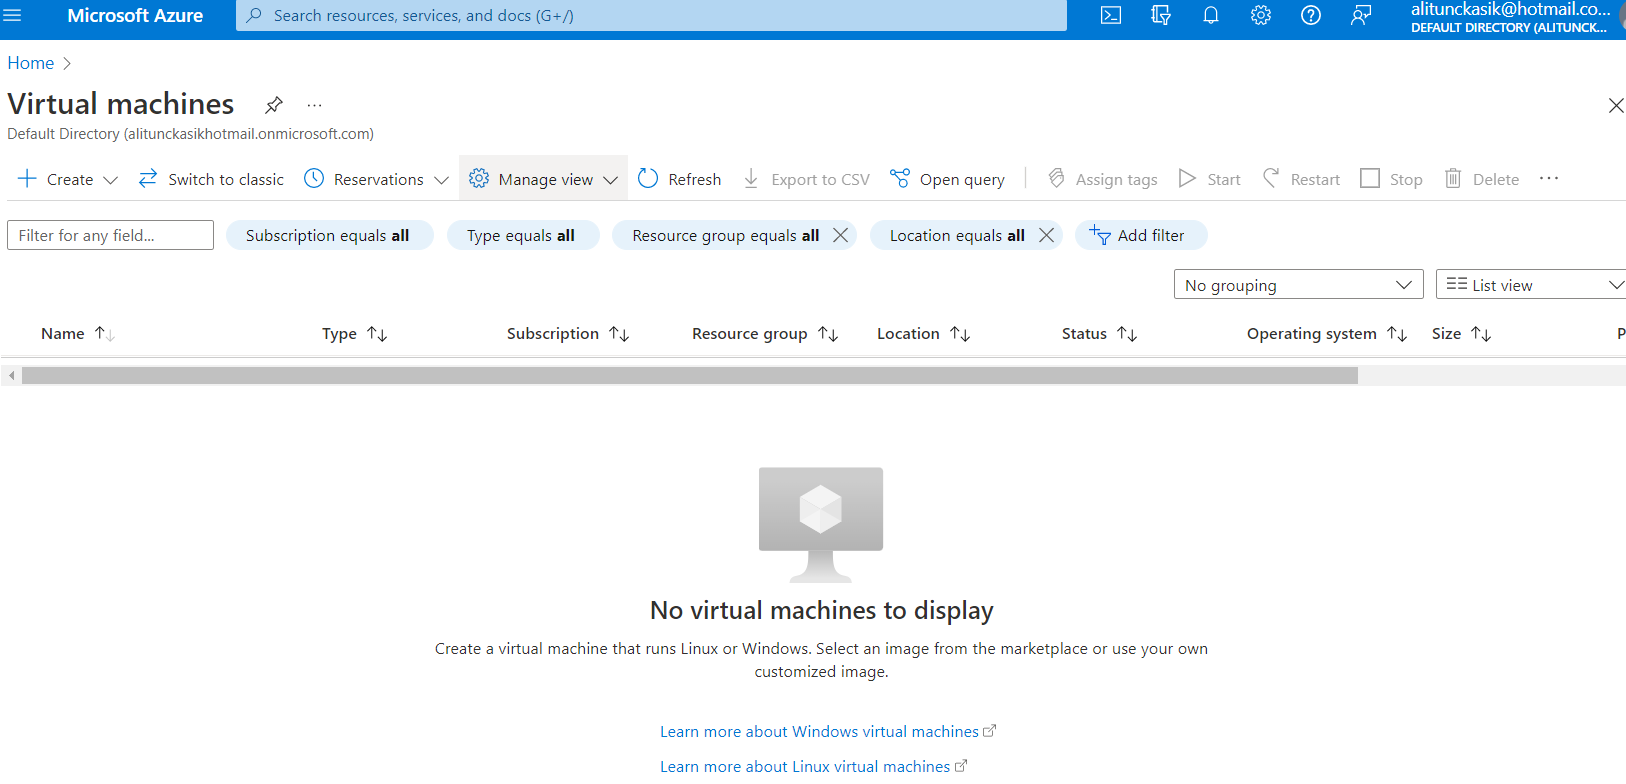 Microsoft Azure
Search resources, services, and docs (G+/)
alitunckasik@hotmail.co...
DEFAULT DIRECTORY (ALITUNCK...
Home
Virtual machines
Default Directory (alitunckasikhotmail.onmicrosoft.com)
Create Switch to classic Reservations Manage view Refresh Export to CSV Open query Assign tags Start Restart Stop Delete
Filter for any field... Subscription equals all Type equals all Resource group equals all Location equals all Add filter
No grouping List view
Name Type Subscription Resource group Location Status Operating system Size P
No virtual machines to display
Create a virtual machine that runs Linux or Windows. Select an image from the marketplace or use your own
customized image.
Learn more about Windows virtual machines
Learn more about Linux virtual machines